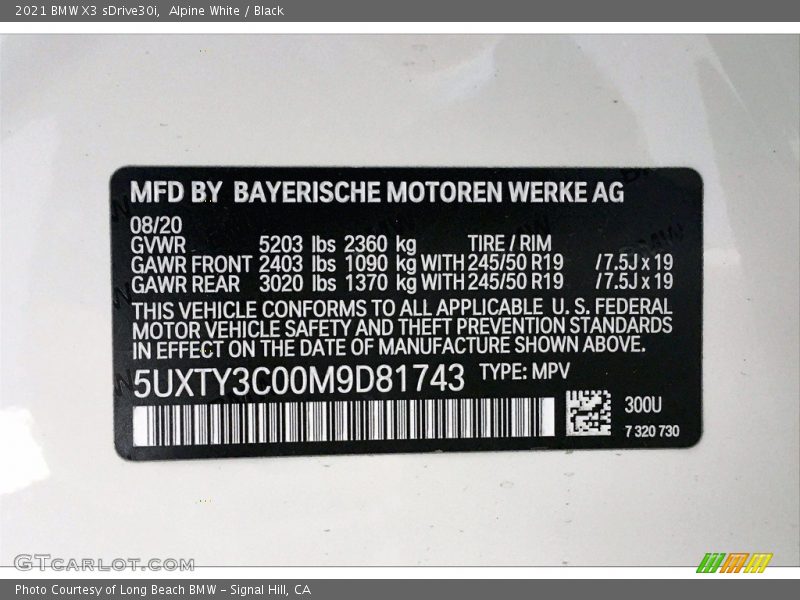 2021 BMW X3 sDrive30i,  Alpine White / Black
MFD BY  BAYERISCHE MOTOREN WERKE AG
08/20
GVWR 5203 lbs 2360 kg TIRE / RIM
GAWR FRONT 2403 lbs 1090 kg WITH 245/50 R19 /7.5J x 19
GAWR REAR 3020 lbs 1370 kg WITH 245/50 R19 /7.5J x 19
THIS VEHICLE CONFORMS TO ALL APPLICABLE U. S. FEDERAL
MOTOR VEHICLE SAFETY AND THEFT PREVENTION STANDARDS
IN EFFECT ON THE DATE OF MANUFACTURE SHOWN ABOVE.
5UXTY3C00M9D81743 TYPE: MPV
300U
7 320 730
GTCarLot.com
Photo Courtesy of Long Beach BMW - Signal Hill, CA